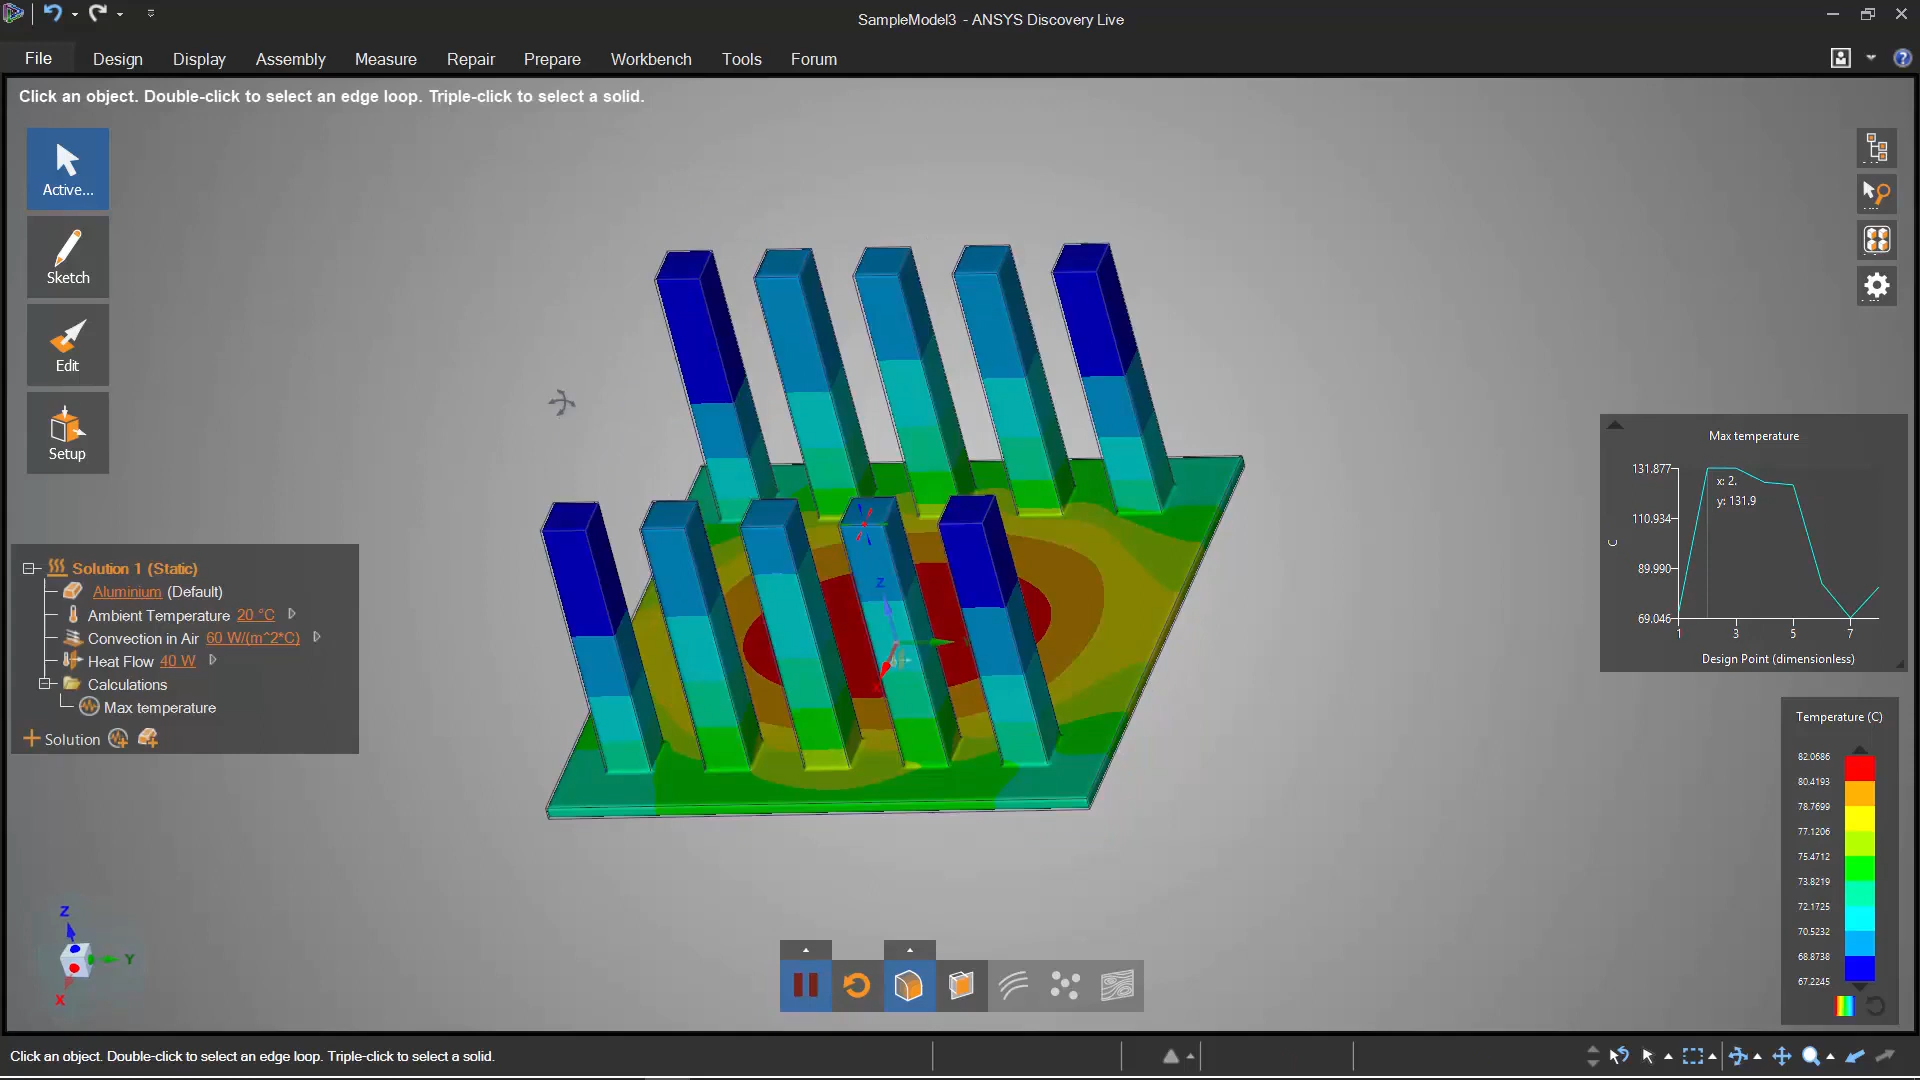 SampleModel3 - ANSYS Discovery Live
File Design Display Assembly Measure Repair Prepare Workbench Tools Forum
Click an object. Double-click to select an edge loop. Triple-click to select a solid.
Active...
Sketch
Edit
Setup
Solution 1 (Static)
Aluminium (Default)
Ambient Temperature 20 °C
Convection in Air 60 W/(m^2*C)
Heat Flow 40 W
Calculations
Max temperature
Solution
Z
X
Z
Y
X
Max temperature
131.877
x: 2.
y: 131.9
110.934
C
89.990
69.046
1 3 5 7
Design Point (dimensionless)
Temperature (C)
82.0686
80.4193
78.7699
77.1206
75.4712
73.8219
72.1725
70.5232
68.8738
67.2245
Click an object. Double-click to select an edge loop. Triple-click to select a solid.